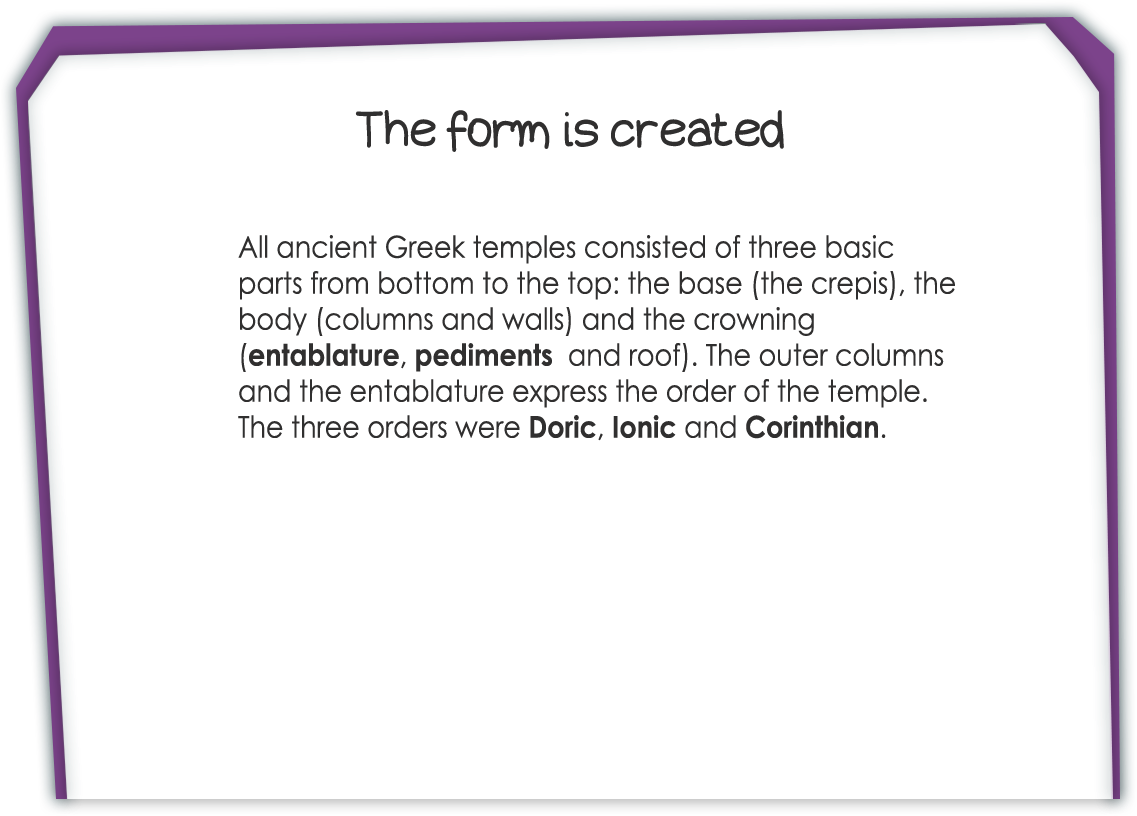 The form is created
All ancient Greek temples consisted of three basic
parts from bottom to the top: the base (the crepis), the
body (columns and walls) and the crowning
(entablature, pediments and roof). The outer columns
and the entablature express the order of the temple.
The three orders were Doric, Ionic and Corinthian.